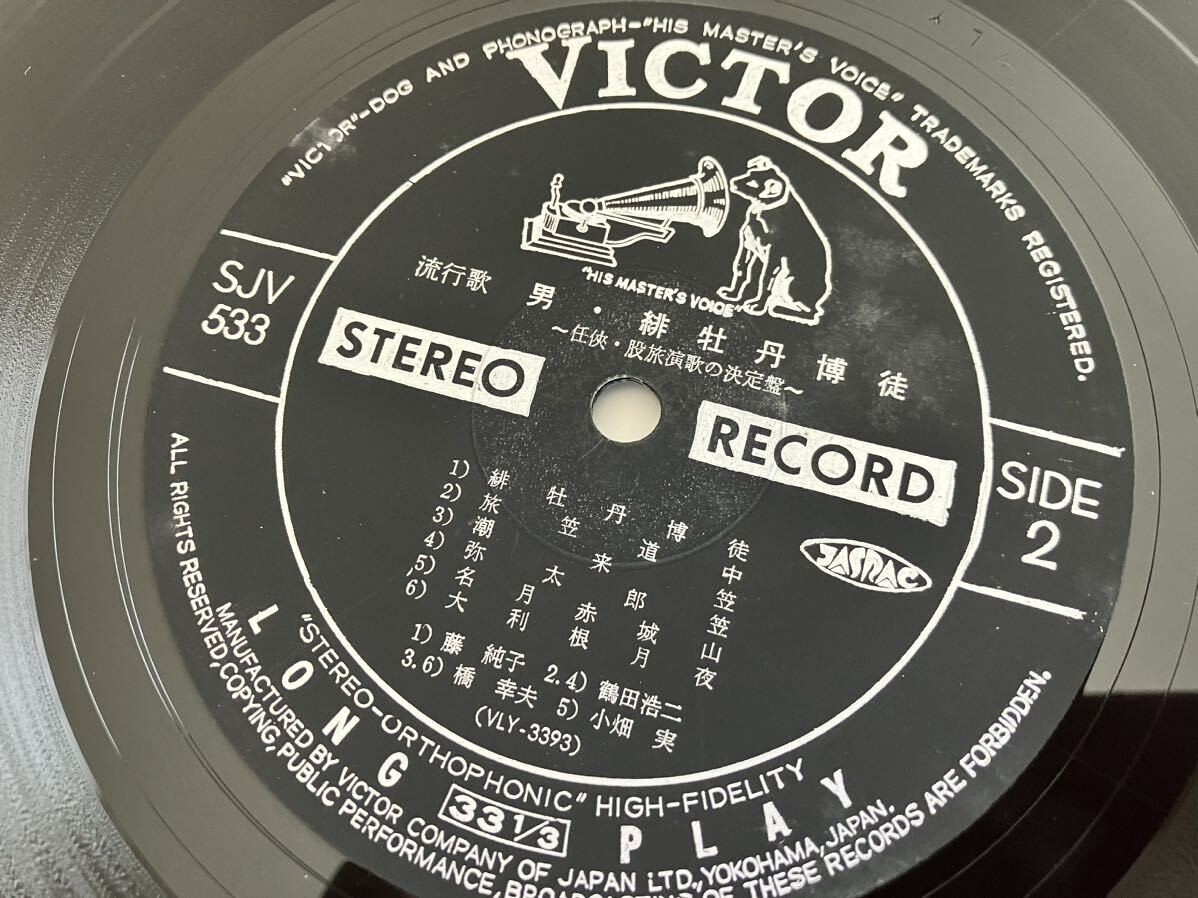 "VICTOR"-DOG AND PHONOGRAPH-"HIS MASTER'S VOICE" TRADEMARKS REGISTERED.
VICTOR
"HIS MASTER'S VOICE"
流行歌 男・緋牡丹博徒
～任侠・股旅演歌の決定盤～
SJV
533
STEREO RECORD
SIDE
2
1) 緋牡丹博徒
2) 旅笠道中
3) 潮来笠
4) 弥太郎笠
5) 名月赤城山
6) 大利根月夜
JASRAC
1) 藤 純子 2.4) 鶴田浩二
3.6) 橋 幸夫 5) 小畑 実
(VLY-3393)
"STEREO-ORTHOPHONIC" HIGH-FIDELITY
LONG 33 1/3 PLAY
MANUFACTURED BY VICTOR COMPANY OF JAPAN LTD., YOKOHAMA, JAPAN.
ALL RIGHTS RESERVED, COPYING, PUBLIC PERFORMANCE, BROADCASTING OF THESE RECORDS ARE FORBIDDEN.